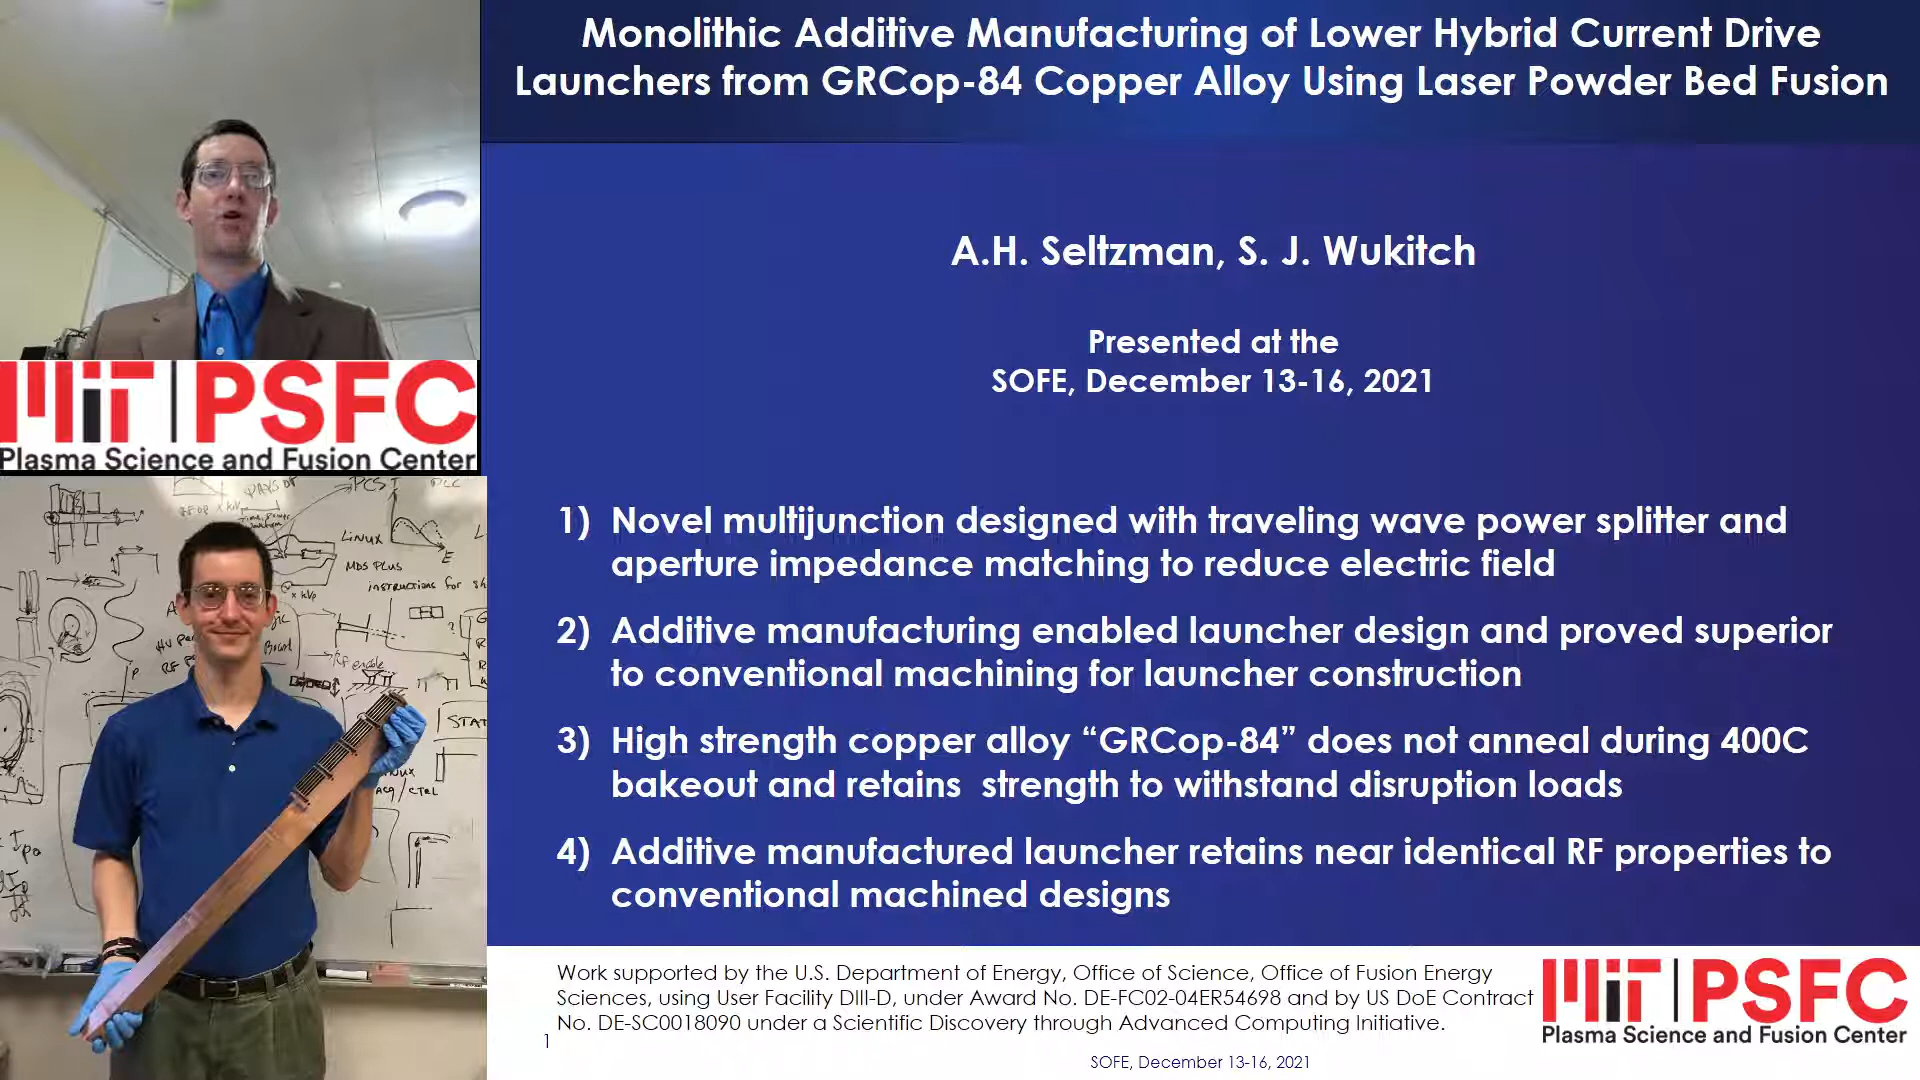 Monolithic Additive Manufacturing of Lower Hybrid Current Drive
Launchers from GRCop-84 Copper Alloy Using Laser Powder Bed Fusion
A.H. Seltzman, S. J. Wukitch
Presented at the
SOFE, December 13-16, 2021
MIT PSFC
Plasma Science and Fusion Center
PCS
LINUX
E
MDS PLUS
instructions for
RF enable
Board
STAT
ACQ/CTRL
1) Novel multijunction designed with traveling wave power splitter and
aperture impedance matching to reduce electric field
2) Additive manufacturing enabled launcher design and proved superior
to conventional machining for launcher construction
3) High strength copper alloy “GRCop-84” does not anneal during 400C
bakeout and retains strength to withstand disruption loads
4) Additive manufactured launcher retains near identical RF properties to
conventional machined designs
Work supported by the U.S. Department of Energy, Office of Science, Office of Fusion Energy
Sciences, using User Facility DIII-D, under Award No. DE-FC02-04ER54698 and by US DoE Contract
No. DE-SC0018090 under a Scientific Discovery through Advanced Computing Initiative.
1
SOFE, December 13-16, 2021
MIT PSFC
Plasma Science and Fusion Center